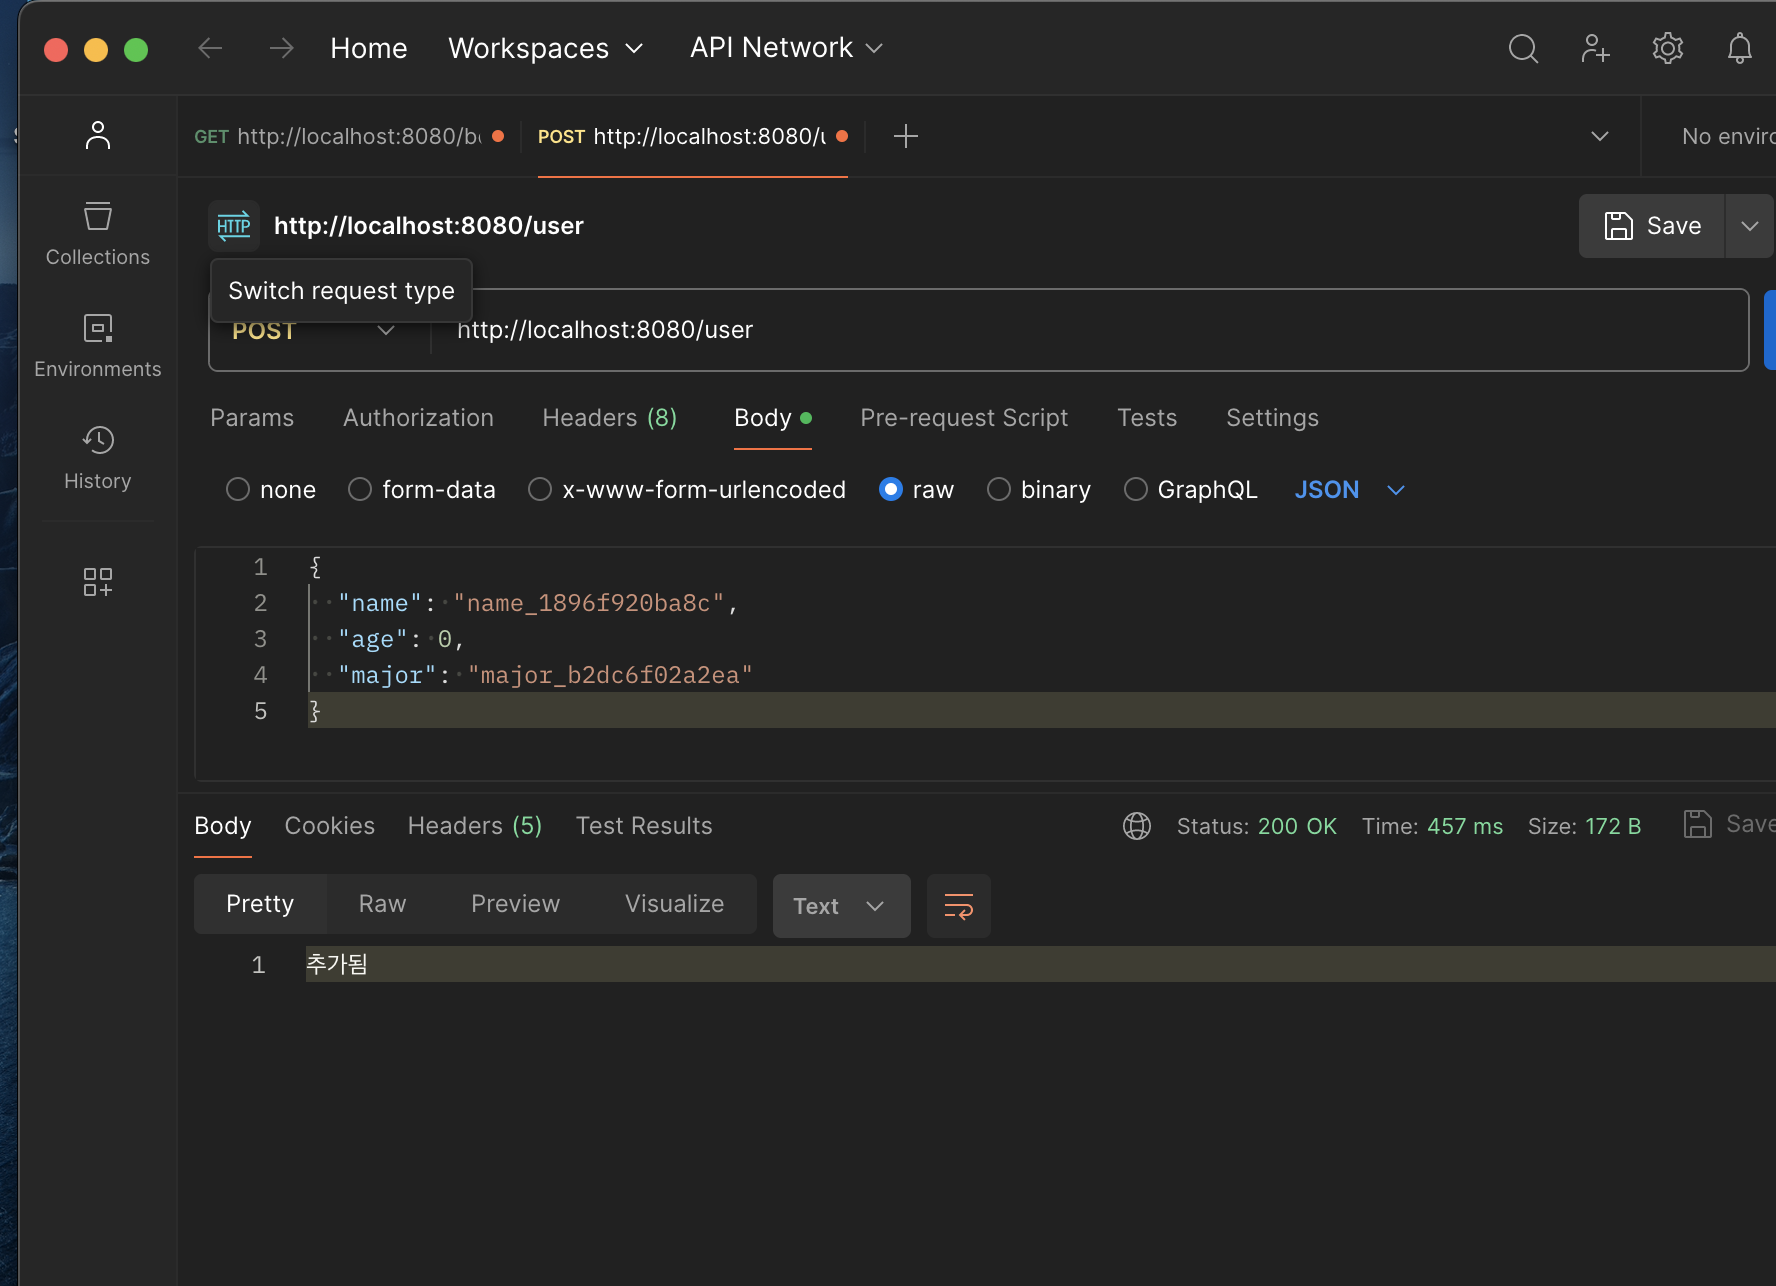 Home Workspaces API Network
GET http://localhost:8080/b POST http://localhost:8080/ No enviro
HTTP http://localhost:8080/user Save
Collections
Switch request type
POST http://localhost:8080/user
Environments
Params Authorization Headers (8) Body Pre-request Script Tests Settings
History
none form-data x-www-form-urlencoded raw binary GraphQL JSON
1 {
2 "name": "name_1896f920ba8c",
3 "age": 0,
4 "major": "major_b2dc6f02a2ea"
5 }
Body Cookies Headers (5) Test Results Status: 200 OK Time: 457 ms Size: 172 B Save
Pretty Raw Preview Visualize Text
1 추가됨